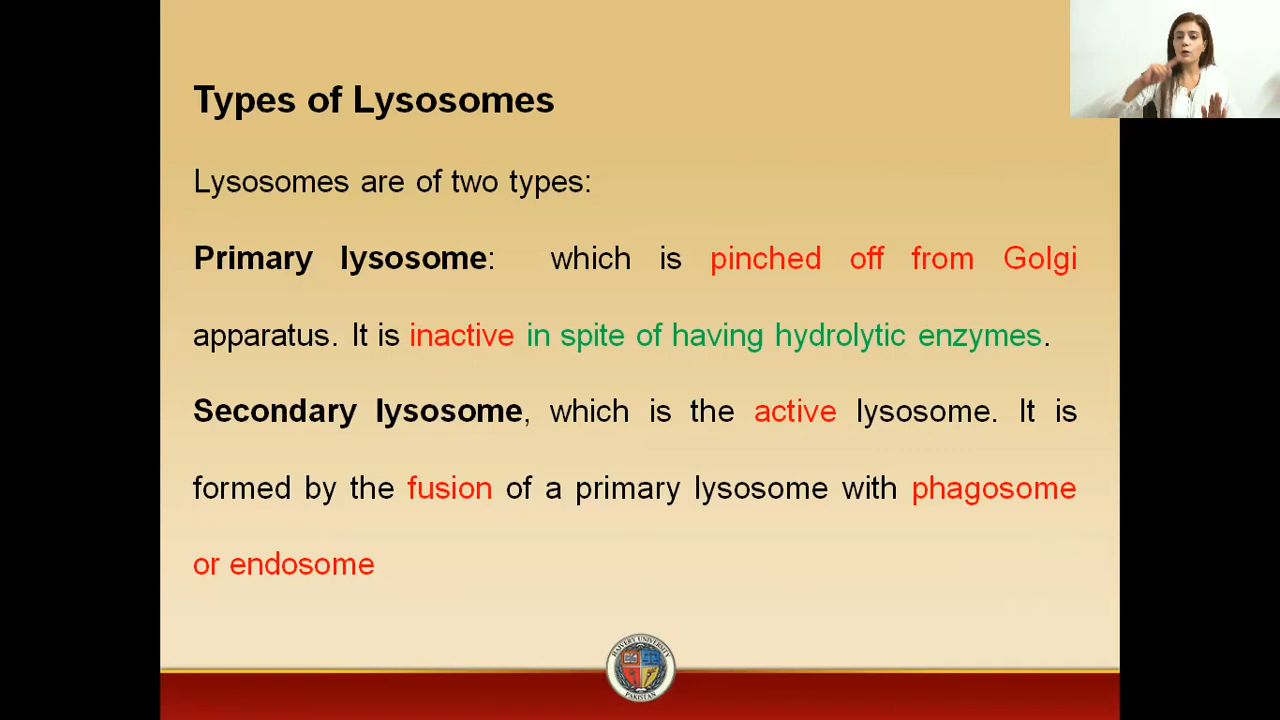 Types of Lysosomes
Lysosomes are of two types:
Primary lysosome: which is pinched off from Golgi
apparatus. It is inactive in spite of having hydrolytic enzymes.
Secondary lysosome, which is the active lysosome. It is
formed by the fusion of a primary lysosome with phagosome
or endosome
UNIVERSITY
PAKISTAN